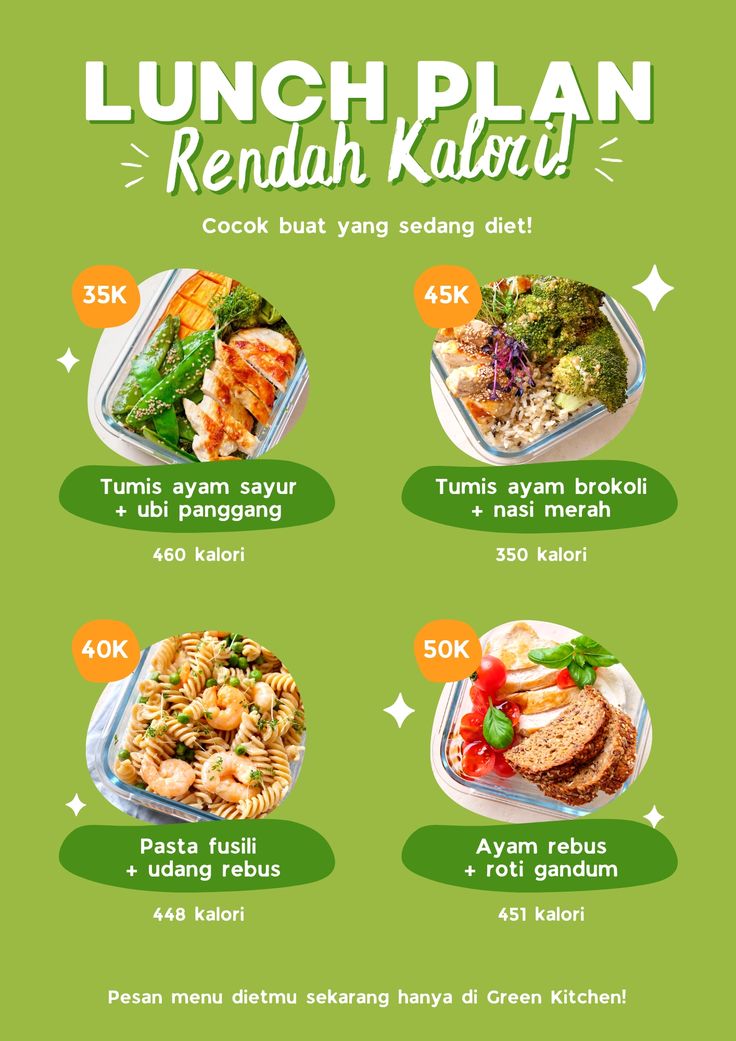 LUNCH PLAN
Rendah Kalori!
Cocok buat yang sedang diet!
35K
Tumis ayam sayur
+ ubi panggang
460 kalori
45K
Tumis ayam brokoli
+ nasi merah
350 kalori
40K
Pasta fusili
+ udang rebus
448 kalori
50K
Ayam rebus
+ roti gandum
451 kalori
Pesan menu dietmu sekarang hanya di Green Kitchen!